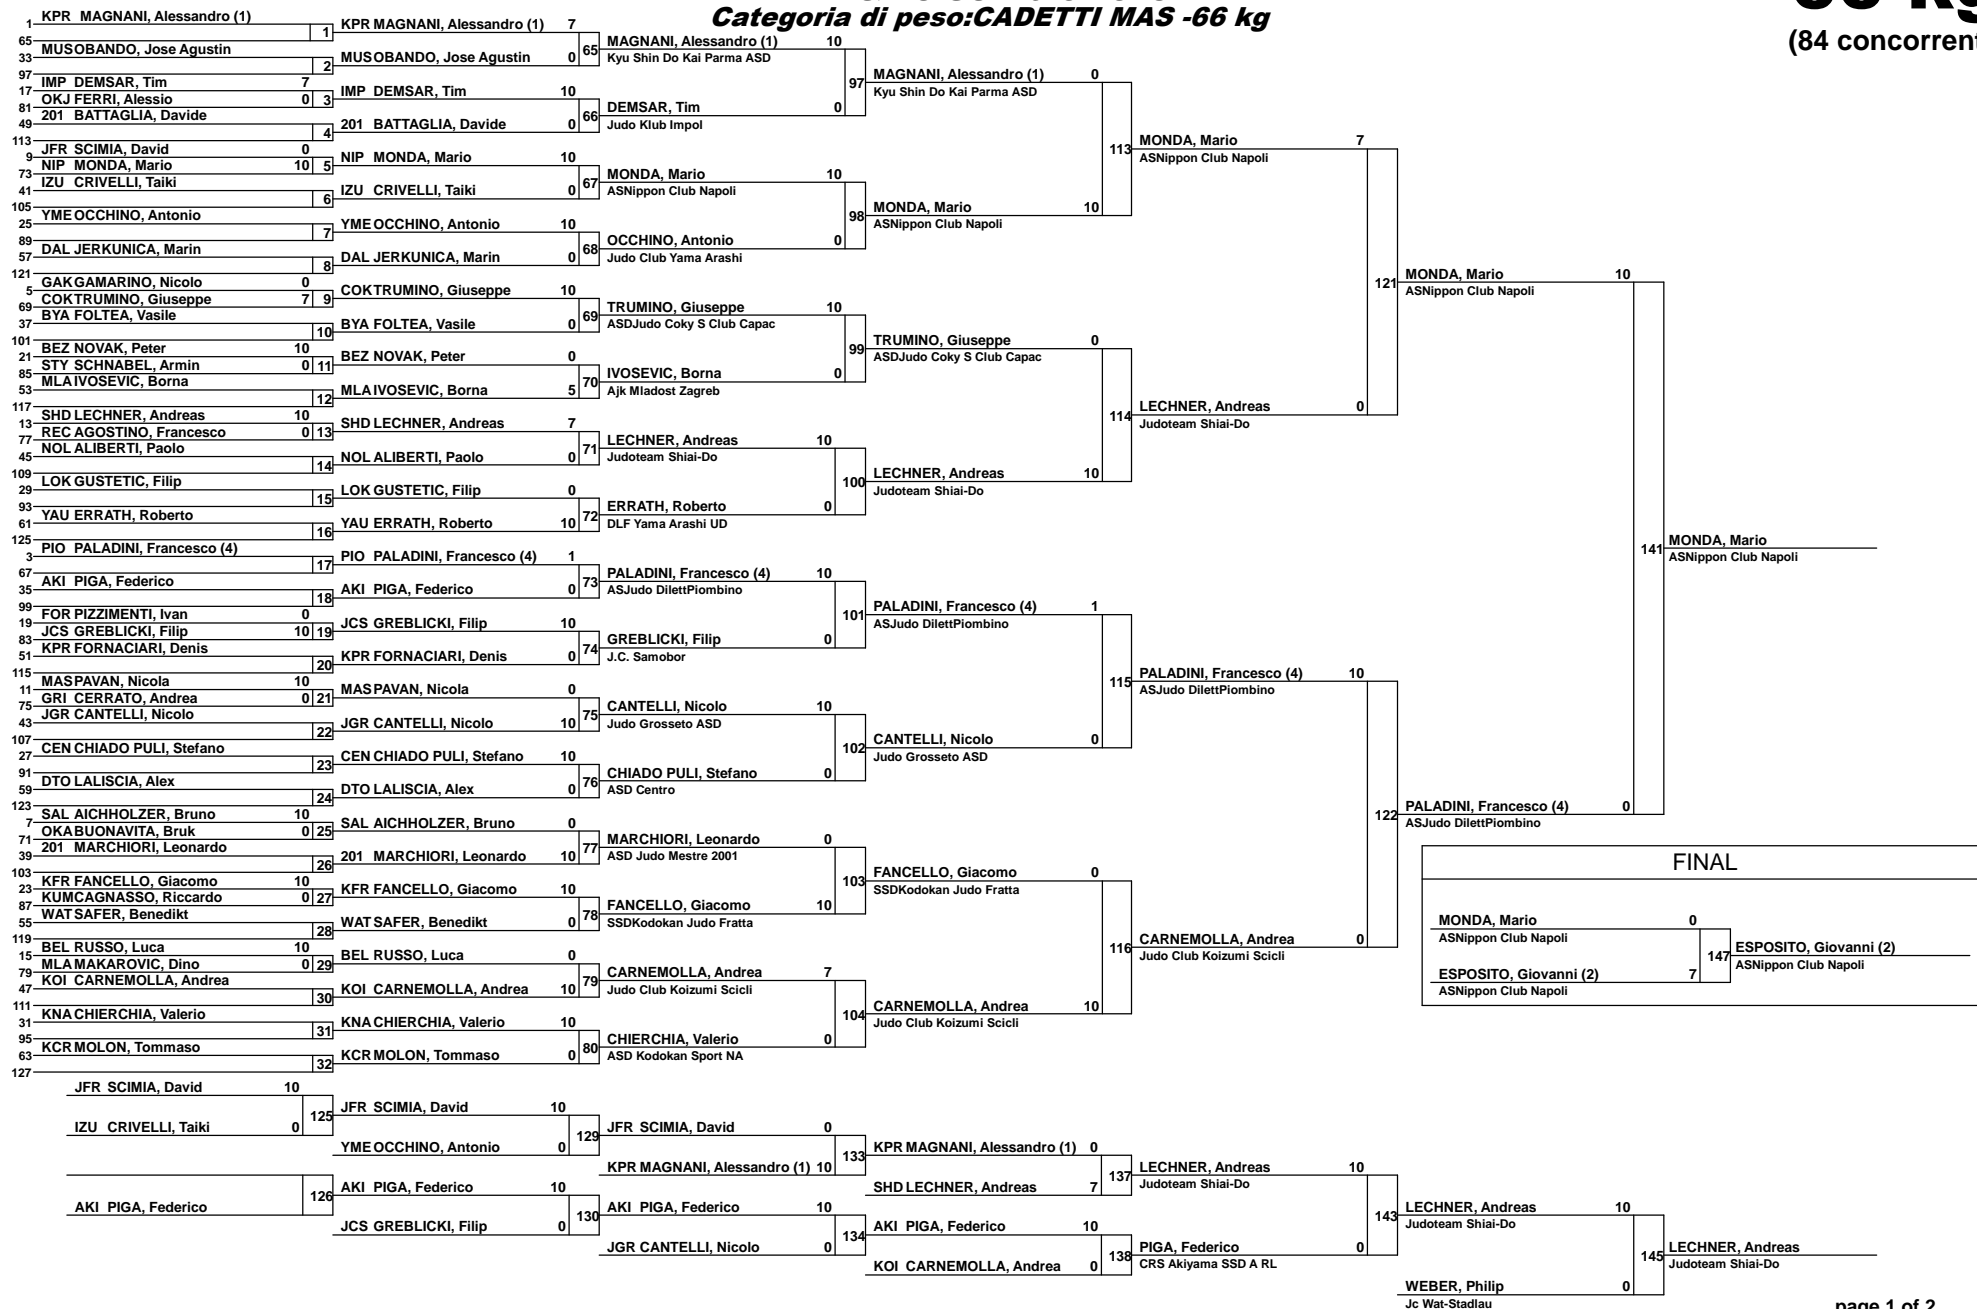 Categoria di peso:CADETTI MAS -66 kg
(84 concorrent
1 KPR MAGNANI, Alessandro (1)
65
1
33 MUS OBANDO, Jose Agustin
97
2
17 IMP DEMSAR, Tim 7
81 OKJ FERRI, Alessio 0
3
49 201 BATTAGLIA, Davide
113
4
9 JFR SCIMIA, David 0
73 NIP MONDA, Mario 10
5
41 IZU CRIVELLI, Taiki
105
6
25 YME OCCHINO, Antonio
89
7
57 DAL JERKUNICA, Marin
121
8
5 GAK GAMARINO, Nicolo 0
69 COK TRUMINO, Giuseppe 7
9
37 BYA FOLTEA, Vasile
101
10
21 BEZ NOVAK, Peter 10
85 STY SCHNABEL, Armin 0
11
53 MLA IVOSEVIC, Borna
117
12
13 SHD LECHNER, Andreas 10
77 REC AGOSTINO, Francesco 0
13
45 NOL ALIBERTI, Paolo
109
14
29 LOK GUSTETIC, Filip
93
15
61 YAU ERRATH, Roberto
125
16
3 PIO PALADINI, Francesco (4)
67
17
35 AKI PIGA, Federico
99
18
19 FOR PIZZIMENTI, Ivan 0
83 JCS GREBLICKI, Filip 10
19
51 KPR FORNACIARI, Denis
115
20
11 MAS PAVAN, Nicola 10
75 GRI CERRATO, Andrea 0
21
43 JGR CANTELLI, Nicolo
107
22
27 CEN CHIADO PULI, Stefano
91
23
59 DTO LALISCIA, Alex
123
24
7 SAL AICHHOLZER, Bruno 10
71 OKA BUONAVITA, Bruk 0
25
39 201 MARCHIORI, Leonardo
103
26
23 KFR FANCELLO, Giacomo 10
87 KUM CAGNASSO, Riccardo 0
27
55 WAT SAFER, Benedikt
119
28
15 BEL RUSSO, Luca 10
79 MLA MAKAROVIC, Dino 0
29
47 KOI CARNEMOLLA, Andrea
111
30
31 KNA CHIERCHIA, Valerio
95
31
63 KCR MOLON, Tommaso
127
32
KPR MAGNANI, Alessandro (1) 7
MUS OBANDO, Jose Agustin 0
65
IMP DEMSAR, Tim 10
201 BATTAGLIA, Davide 0
66
NIP MONDA, Mario 10
IZU CRIVELLI, Taiki 0
67
YME OCCHINO, Antonio 10
DAL JERKUNICA, Marin 0
68
COK TRUMINO, Giuseppe 10
BYA FOLTEA, Vasile 0
69
BEZ NOVAK, Peter 0
MLA IVOSEVIC, Borna 5
70
SHD LECHNER, Andreas 7
NOL ALIBERTI, Paolo 0
71
LOK GUSTETIC, Filip 0
YAU ERRATH, Roberto 10
72
PIO PALADINI, Francesco (4) 1
AKI PIGA, Federico 0
73
JCS GREBLICKI, Filip 10
KPR FORNACIARI, Denis 0
74
MAS PAVAN, Nicola 0
JGR CANTELLI, Nicolo 10
75
CEN CHIADO PULI, Stefano 10
DTO LALISCIA, Alex 0
76
SAL AICHHOLZER, Bruno 0
201 MARCHIORI, Leonardo 10
77
KFR FANCELLO, Giacomo 10
WAT SAFER, Benedikt 0
78
BEL RUSSO, Luca 0
KOI CARNEMOLLA, Andrea 10
79
KNA CHIERCHIA, Valerio 10
KCR MOLON, Tommaso 0
80
MAGNANI, Alessandro (1) 10
Kyu Shin Do Kai Parma ASD
97
DEMSAR, Tim 0
Judo Klub Impol
MONDA, Mario 10
ASNippon Club Napoli
98
OCCHINO, Antonio 0
Judo Club Yama Arashi
TRUMINO, Giuseppe 10
ASDJudo Coky S Club Capac
99
IVOSEVIC, Borna 0
Ajk Mladost Zagreb
LECHNER, Andreas 10
Judoteam Shiai-Do
100
ERRATH, Roberto 0
DLF Yama Arashi UD
PALADINI, Francesco (4) 10
ASJudo DilettPiombino
101
GREBLICKI, Filip 0
J.C. Samobor
CANTELLI, Nicolo 10
Judo Grosseto ASD
102
CHIADO PULI, Stefano 0
ASD Centro
MARCHIORI, Leonardo 0
ASD Judo Mestre 2001
103
FANCELLO, Giacomo 10
SSDKodokan Judo Fratta
CARNEMOLLA, Andrea 7
Judo Club Koizumi Scicli
104
CHIERCHIA, Valerio 0
ASD Kodokan Sport NA
MAGNANI, Alessandro (1) 0
Kyu Shin Do Kai Parma ASD
113
MONDA, Mario 10
ASNippon Club Napoli
TRUMINO, Giuseppe 0
ASDJudo Coky S Club Capac
114
LECHNER, Andreas 10
Judoteam Shiai-Do
PALADINI, Francesco (4) 1
ASJudo DilettPiombino
115
CANTELLI, Nicolo 0
Judo Grosseto ASD
FANCELLO, Giacomo 0
SSDKodokan Judo Fratta
116
CARNEMOLLA, Andrea 10
Judo Club Koizumi Scicli
MONDA, Mario 7
ASNippon Club Napoli
121
LECHNER, Andreas 0
Judoteam Shiai-Do
PALADINI, Francesco (4) 10
ASJudo DilettPiombino
122
CARNEMOLLA, Andrea 0
Judo Club Koizumi Scicli
MONDA, Mario 10
ASNippon Club Napoli
141
PALADINI, Francesco (4) 0
ASJudo DilettPiombino
MONDA, Mario
ASNippon Club Napoli
FINAL
MONDA, Mario 0
ASNippon Club Napoli
147
ESPOSITO, Giovanni (2) 7
ASNippon Club Napoli
ESPOSITO, Giovanni (2)
ASNippon Club Napoli
JFR SCIMIA, David 10
125
IZU CRIVELLI, Taiki 0
126
AKI PIGA, Federico
JFR SCIMIA, David 10
129
YME OCCHINO, Antonio 0
AKI PIGA, Federico 10
130
JCS GREBLICKI, Filip 0
JFR SCIMIA, David 0
133
KPR MAGNANI, Alessandro (1) 10
AKI PIGA, Federico 10
134
JGR CANTELLI, Nicolo 0
KPR MAGNANI, Alessandro (1) 0
137
SHD LECHNER, Andreas 7
AKI PIGA, Federico 10
138
KOI CARNEMOLLA, Andrea 0
LECHNER, Andreas 10
Judoteam Shiai-Do
143
PIGA, Federico 0
CRS Akiyama SSD A RL
LECHNER, Andreas 10
Judoteam Shiai-Do
145
WEBER, Philip 0
Jc Wat-Stadlau
LECHNER, Andreas
Judoteam Shiai-Do
page 1 of 2